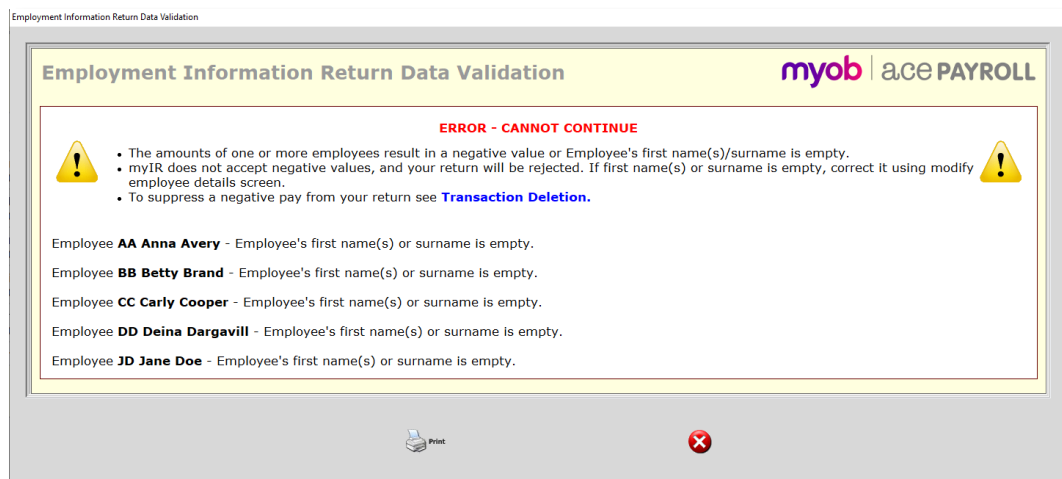 Employment Information Return Data Validation
Employment Information Return Data Validation
myob | ace PAYROLL
ERROR - CANNOT CONTINUE
• The amounts of one or more employees result in a negative value or Employee's first name(s)/surname is empty.
• myIR does not accept negative values, and your return will be rejected. If first name(s) or surname is empty, correct it using modify
employee details screen.
• To suppress a negative pay from your return see Transaction Deletion.
Employee AA Anna Avery - Employee's first name(s) or surname is empty.
Employee BB Betty Brand - Employee's first name(s) or surname is empty.
Employee CC Carly Cooper - Employee's first name(s) or surname is empty.
Employee DD Deina Dargavill - Employee's first name(s) or surname is empty.
Employee JD Jane Doe - Employee's first name(s) or surname is empty.
Print